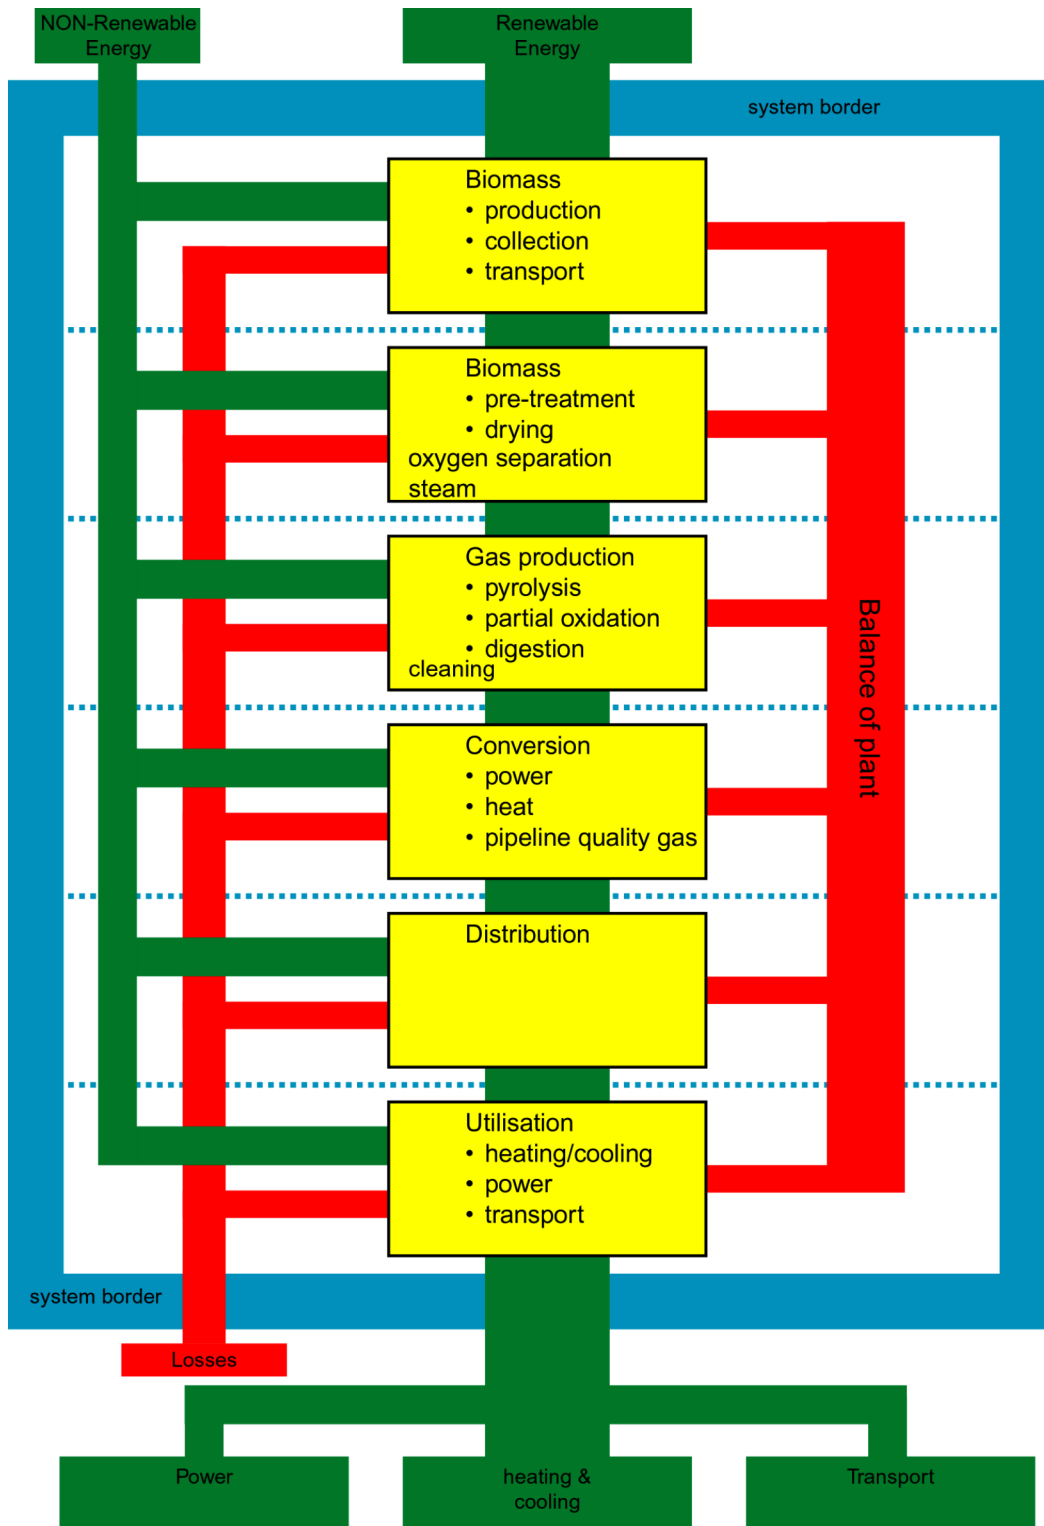 NON-Renewable
Energy
Renewable
Energy
system border
Biomass
• production
• collection
• transport
Biomass
• pre-treatment
• drying
oxygen separation
steam
Gas production
• pyrolysis
• partial oxidation
• digestion
cleaning
Balance of plant
Conversion
• power
• heat
• pipeline quality gas
Distribution
Utilisation
• heating/cooling
• power
• transport
system border
Losses
Power
heating &
cooling
Transport